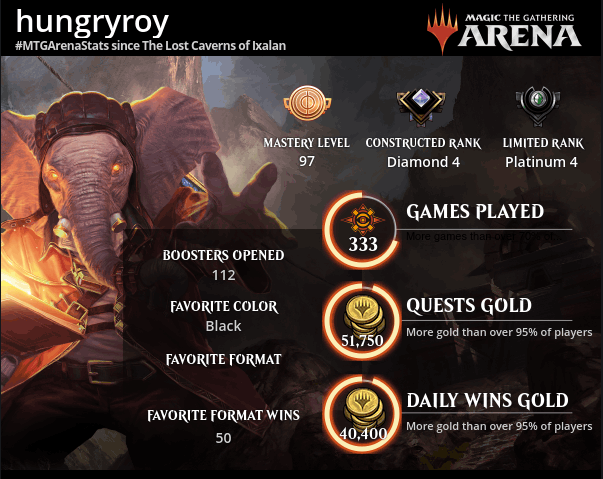 hungryroy
#MTGArenaStats since The Lost Caverns of Ixalan
MAGIC THE GATHERING
ARENA
MASTERY LEVEL
97
CONSTRUCTED RANK
Diamond 4
LIMITED RANK
Platinum 4
GAMES PLAYED
333
More games than over 70% of
BOOSTERS OPENED
112
FAVORITE COLOR
Black
FAVORITE FORMAT
FAVORITE FORMAT WINS
50
QUESTS GOLD
51,750
More gold than over 95% of players
DAILY WINS GOLD
40,400
More gold than over 95% of players